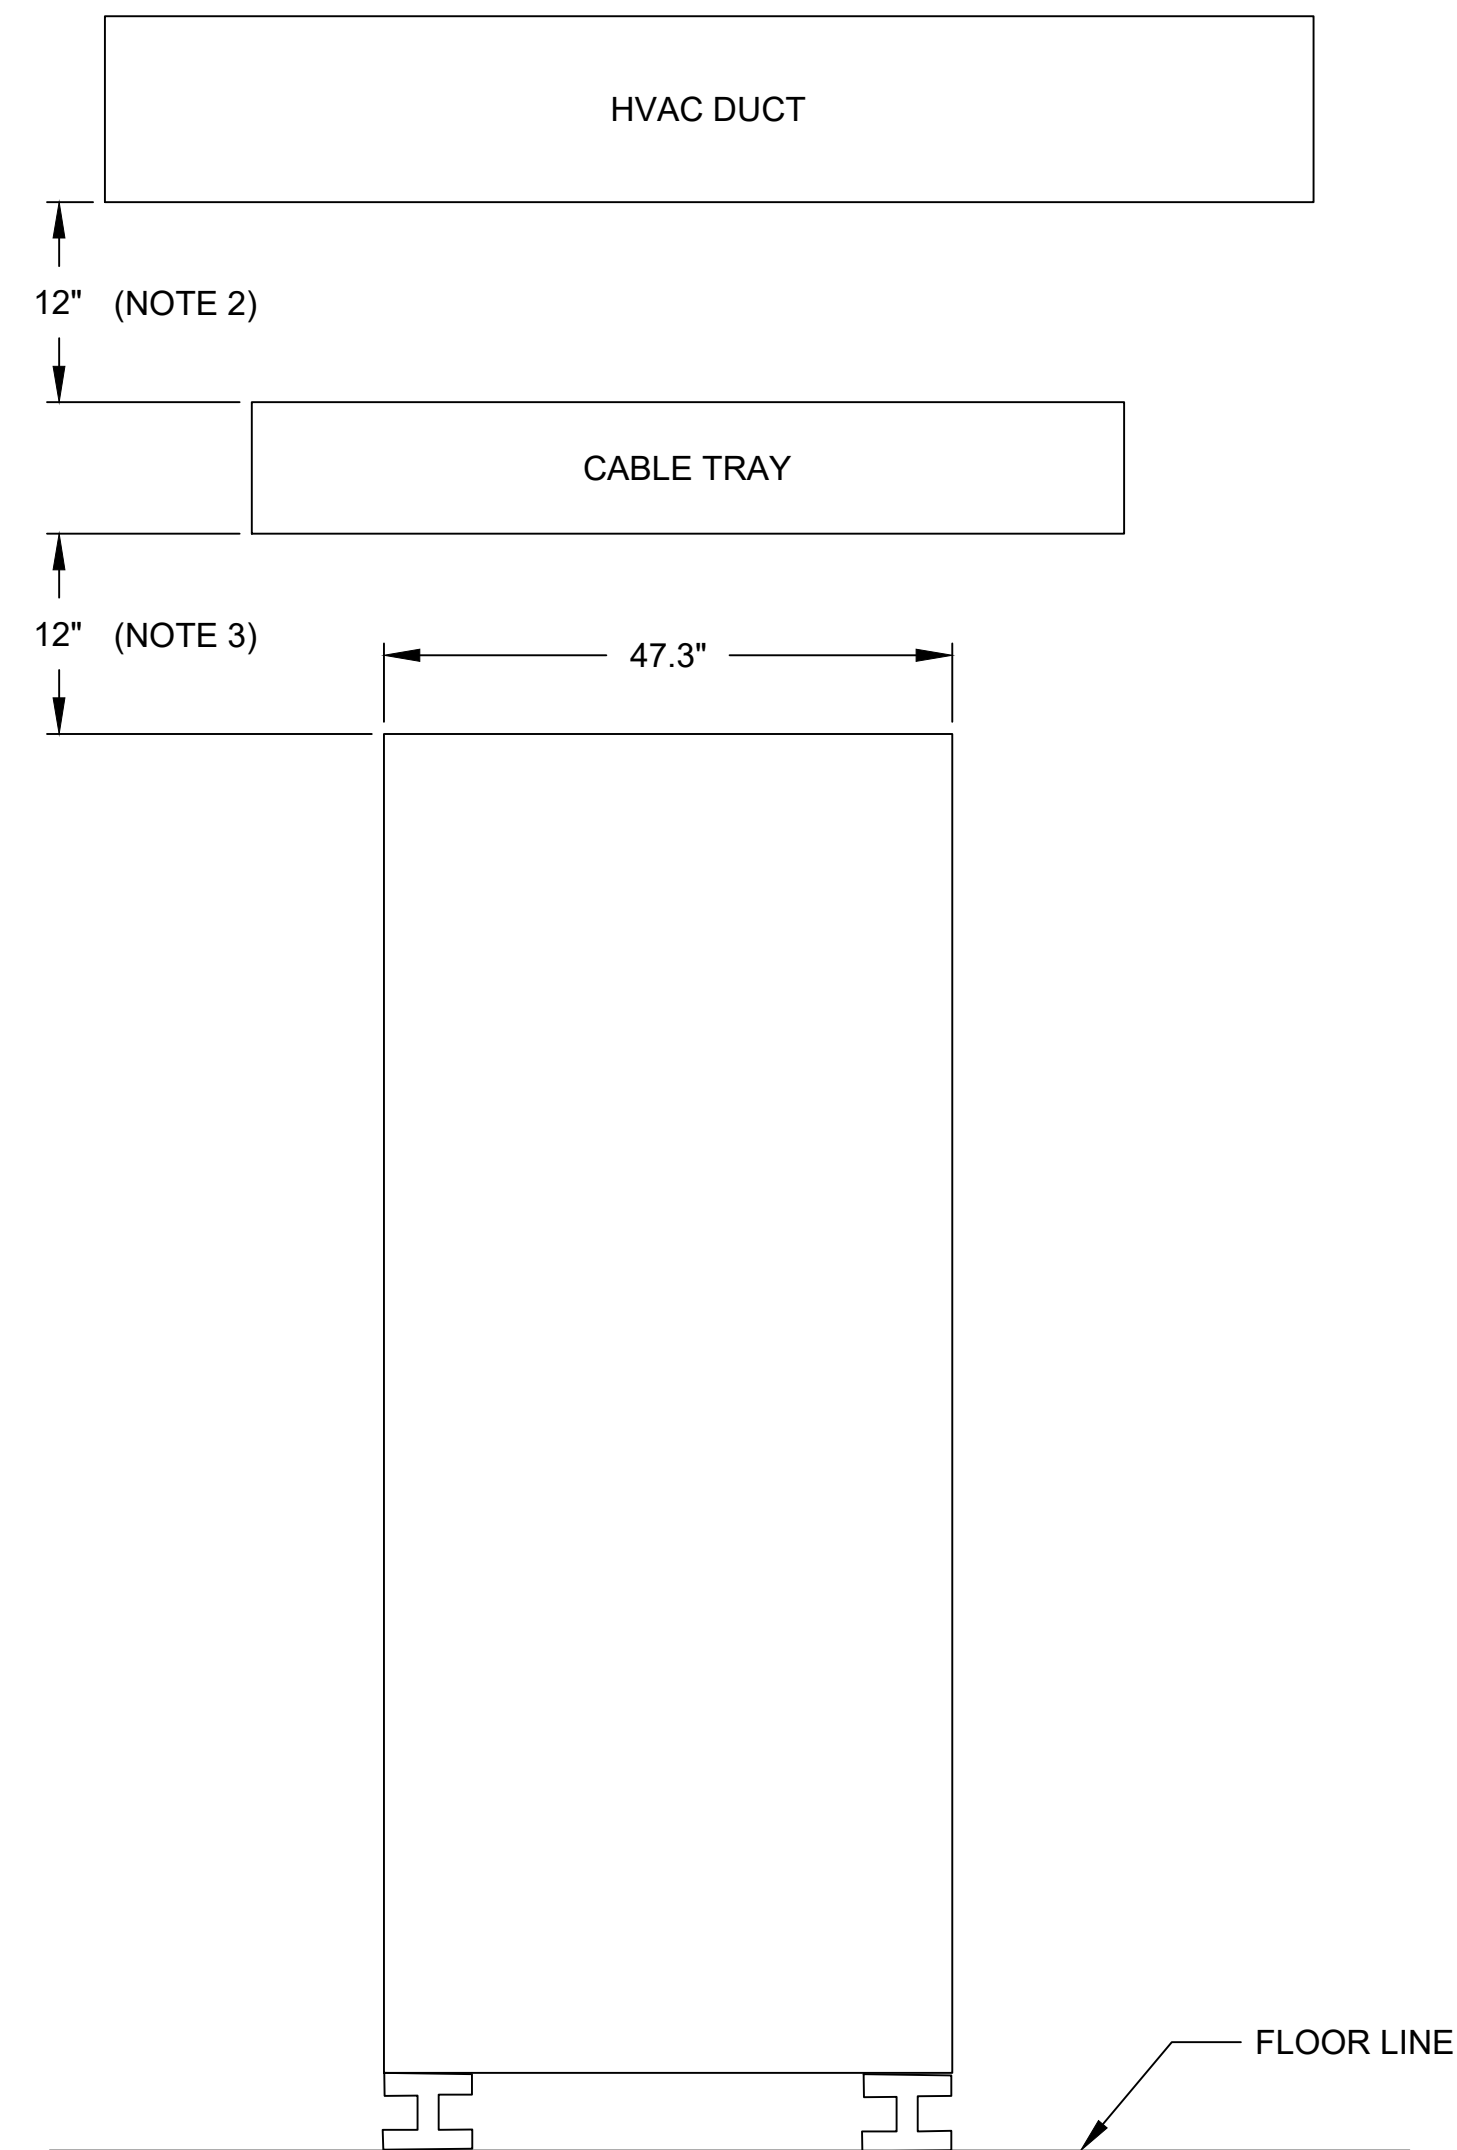 HVAC DUCT
12" (NOTE 2)
CABLE TRAY
12" (NOTE 3)
47.3"
FLOOR LINE